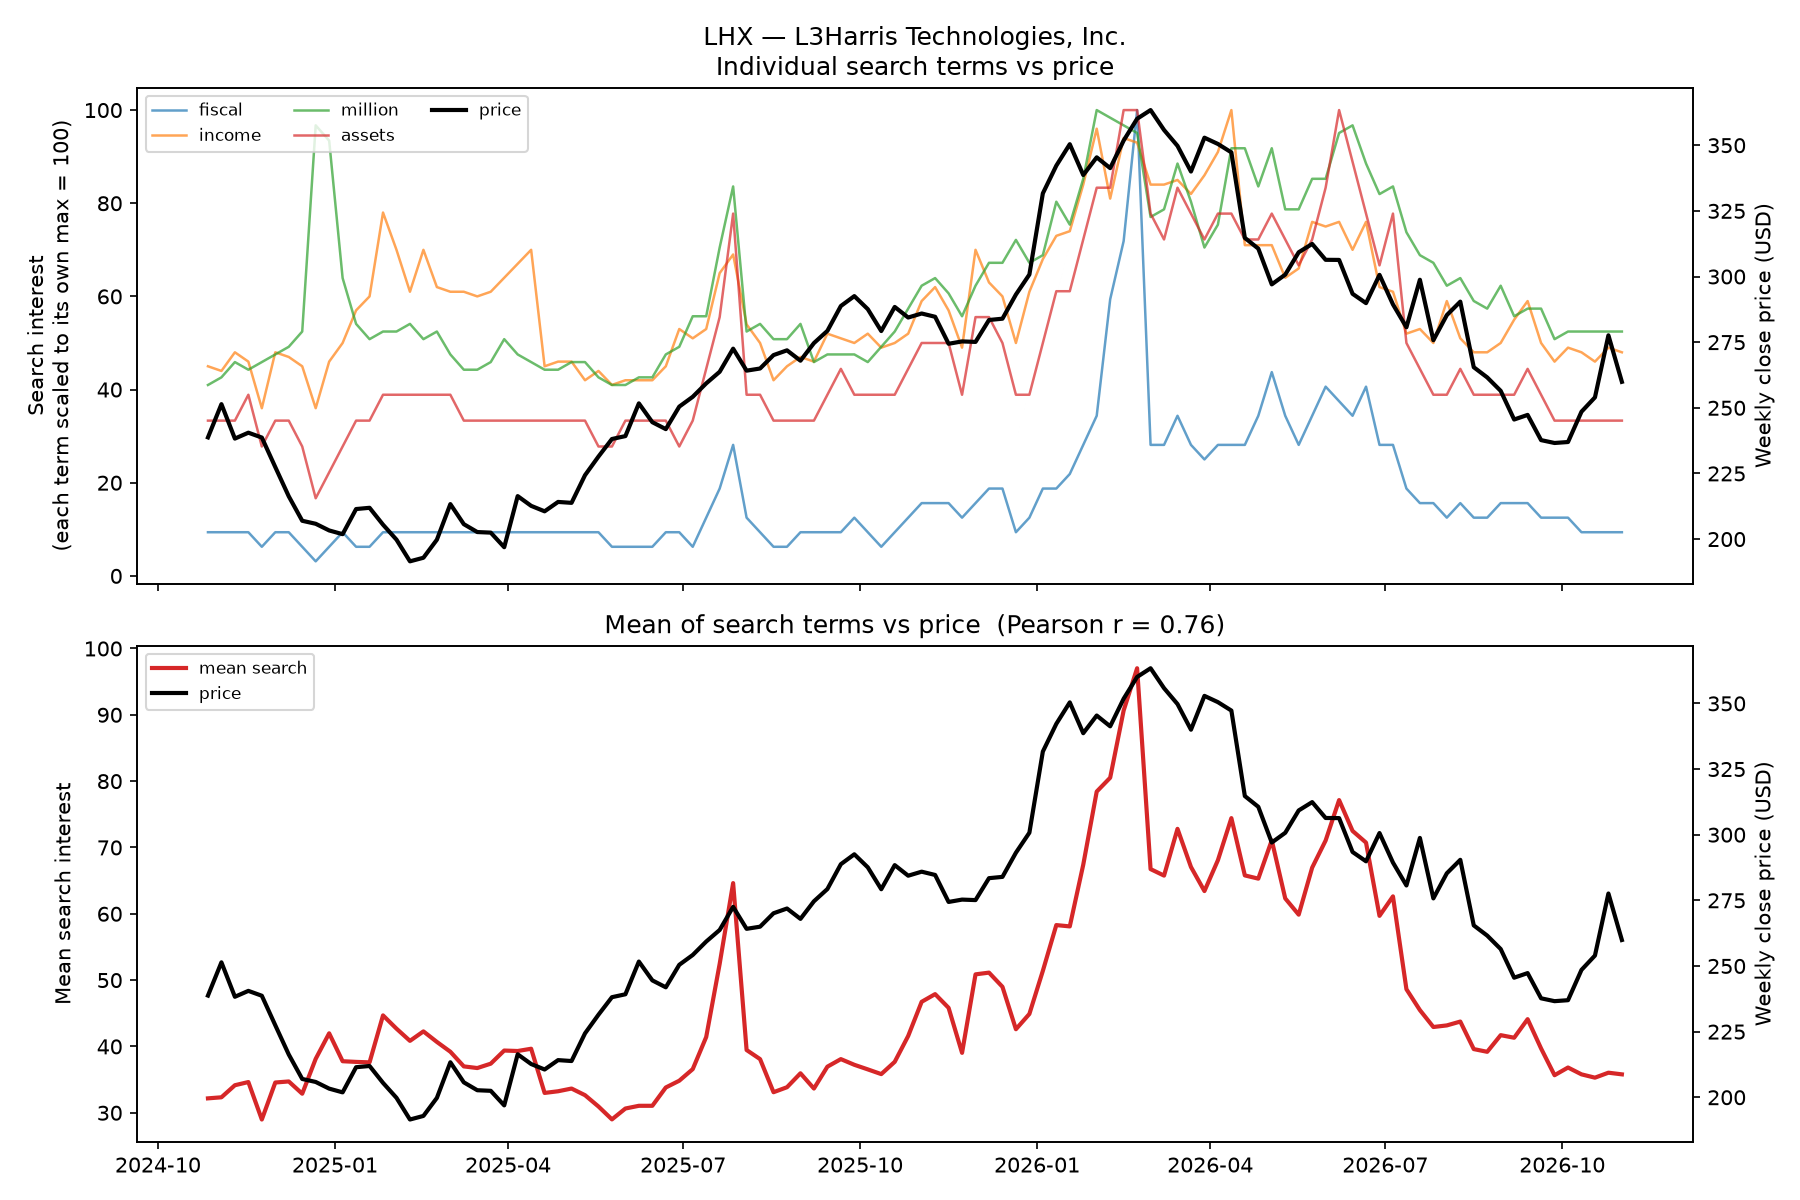 LHX — L3Harris Technologies, Inc.
Individual search terms vs price
fiscal
income
million
assets
price
Search interest
(each term scaled to its own max = 100)
100
80
60
40
20
0
350
325
300
275
250
225
200
Weekly close price (USD)
Mean of search terms vs price (Pearson r = 0.76)
mean search
price
Mean search interest
100
90
80
70
60
50
40
30
350
325
300
275
250
225
200
Weekly close price (USD)
2024-10
2025-01
2025-04
2025-07
2025-10
2026-01
2026-04
2026-07
2026-10